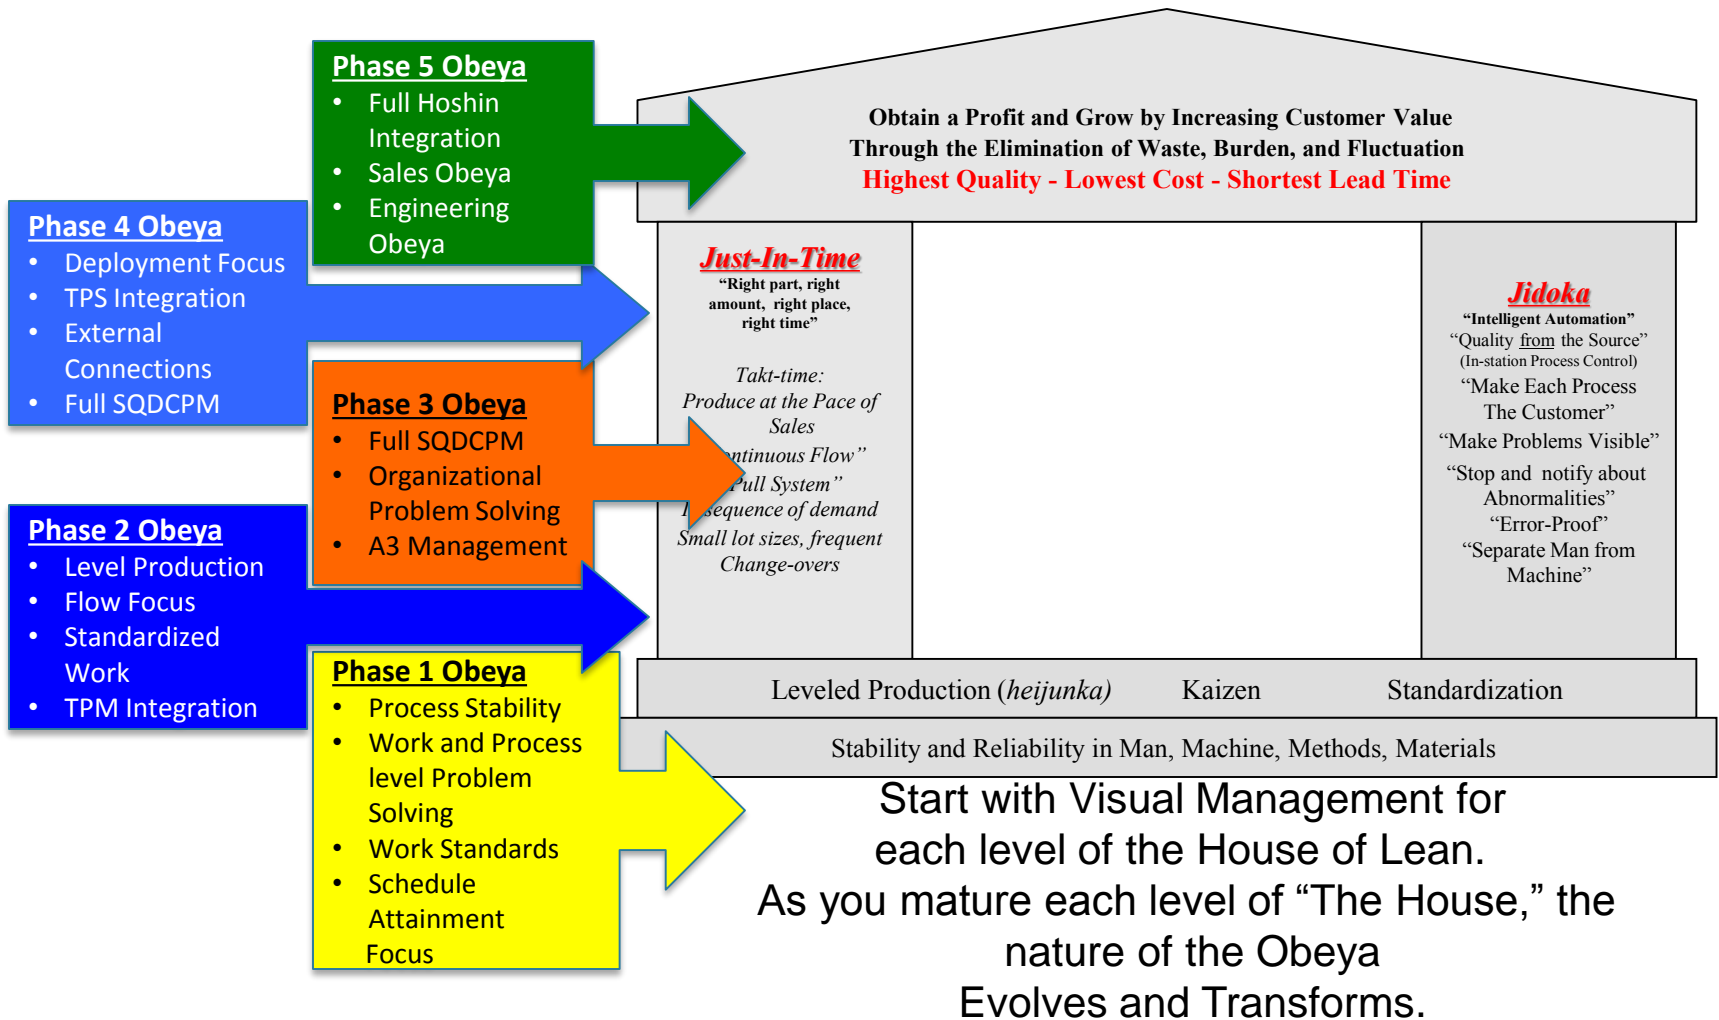 Phase 5 Obeya
• Full Hoshin
Integration
• Sales Obeya
• Engineering
Obeya
Phase 4 Obeya
• Deployment Focus
• TPS Integration
• External
Connections
• Full SQDCPM
Phase 3 Obeya
• Full SQDCPM
• Organizational
Problem Solving
• A3 Management
Phase 2 Obeya
• Level Production
• Flow Focus
• Standardized
Work
• TPM Integration
Phase 1 Obeya
• Process Stability
• Work and Process
level Problem
Solving
• Work Standards
• Schedule
Attainment
Focus
Obtain a Profit and Grow by Increasing Customer Value
Through the Elimination of Waste, Burden, and Fluctuation
Highest Quality - Lowest Cost - Shortest Lead Time
Just-In-Time
“Right part, right
amount, right place,
right time”
Takt-time:
Produce at the Pace of
Sales
Flow”
System”
sequence of demand
Small lot sizes, frequent
Change-overs
Jidoka
“Intelligent Automation”
“Quality from the Source”
(In-station Process Control)
“Make Each Process
The Customer”
“Make Problems Visible”
“Stop and notify about
Abnormalities”
“Error-Proof”
“Separate Man from
Machine”
Leveled Production (heijunka) Kaizen Standardization
Stability and Reliability in Man, Machine, Methods, Materials
Start with Visual Management for
each level of the House of Lean.
As you mature each level of “The House,” the
nature of the Obeya
Evolves and Transforms.